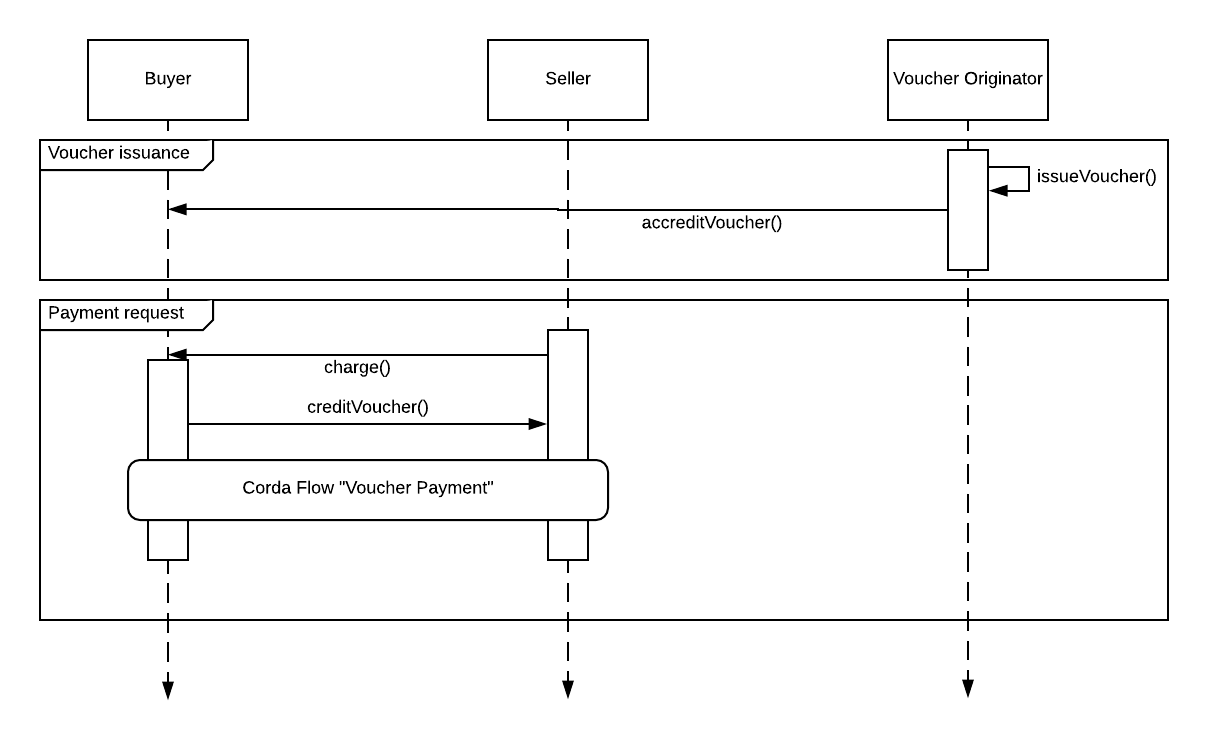 Buyer
Seller
Voucher Originator
Voucher issuance
issueVoucher()
accreditVoucher()
Payment request
charge()
creditVoucher()
Corda Flow "Voucher Payment"